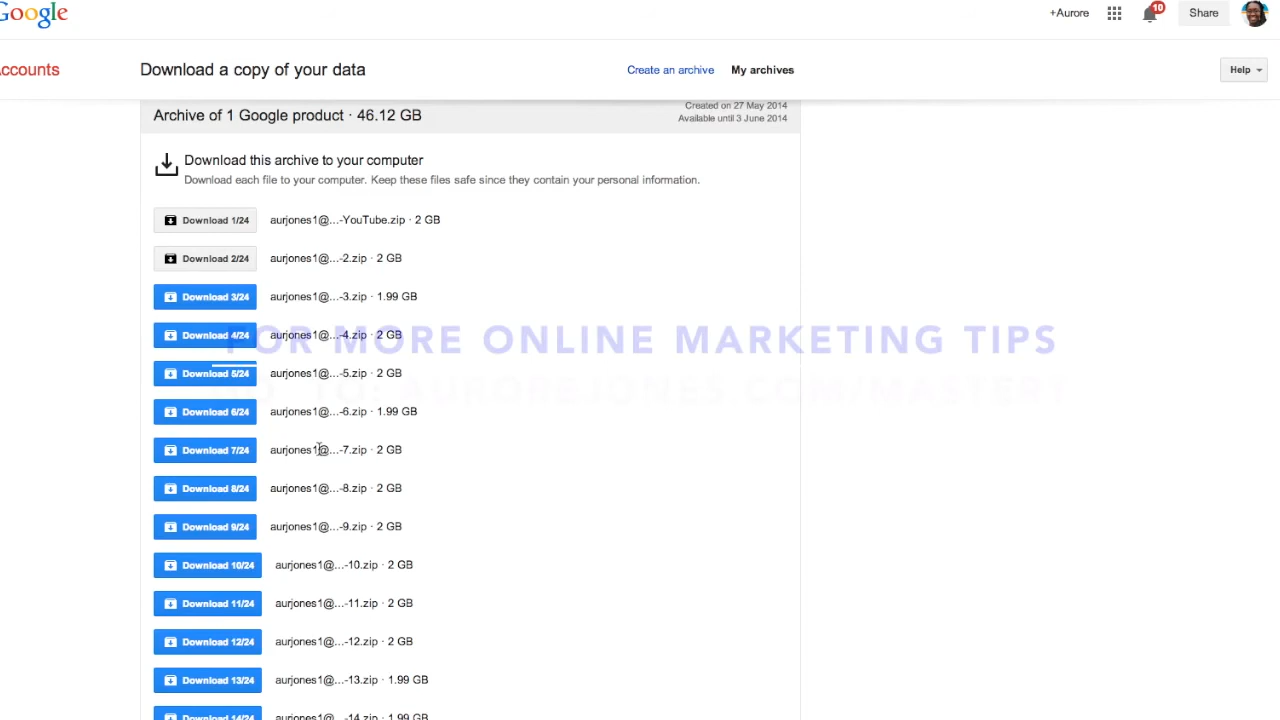 Google
+Aurore
10
Share
ccounts
Download a copy of your data
Create an archive
My archives
Help
Archive of 1 Google product · 46.12 GB
Created on 27 May 2014
Available until 3 June 2014
Download this archive to your computer
Download each file to your computer. Keep these files safe since they contain your personal information.
Download 1/24 aurjones1@...-YouTube.zip · 2 GB
Download 2/24 aurjones1@...-2.zip · 2 GB
Download 3/24 aurjones1@...-3.zip · 1.99 GB
Download 4/24 aurjones1@...-4.zip · 2 GB
FOR MORE ONLINE MARKETING TIPS
Download 5/24 aurjones1@...-5.zip · 2 GB
GO TO: AUROREJONES.COM/MASTERY
Download 6/24 aurjones1@...-6.zip · 1.99 GB
Download 7/24 aurjones1@...-7.zip · 2 GB
Download 8/24 aurjones1@...-8.zip · 2 GB
Download 9/24 aurjones1@...-9.zip · 2 GB
Download 10/24 aurjones1@...-10.zip · 2 GB
Download 11/24 aurjones1@...-11.zip · 2 GB
Download 12/24 aurjones1@...-12.zip · 2 GB
Download 13/24 aurjones1@...-13.zip · 1.99 GB
Download 14/24 aurjones1@...-14.zip · 1.99 GB